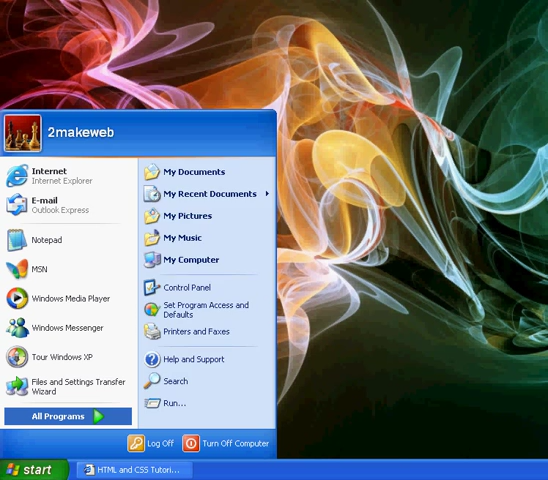 2makeweb
Internet
Internet Explorer
E-mail
Outlook Express
Notepad
MSN
Windows Media Player
Windows Messenger
Tour Windows XP
Files and Settings Transfer
Wizard
All Programs
My Documents
My Recent Documents
My Pictures
My Music
My Computer
Control Panel
Set Program Access and
Defaults
Printers and Faxes
Help and Support
Search
Run...
Log Off
Turn Off Computer
start
HTML and CSS Tutori...